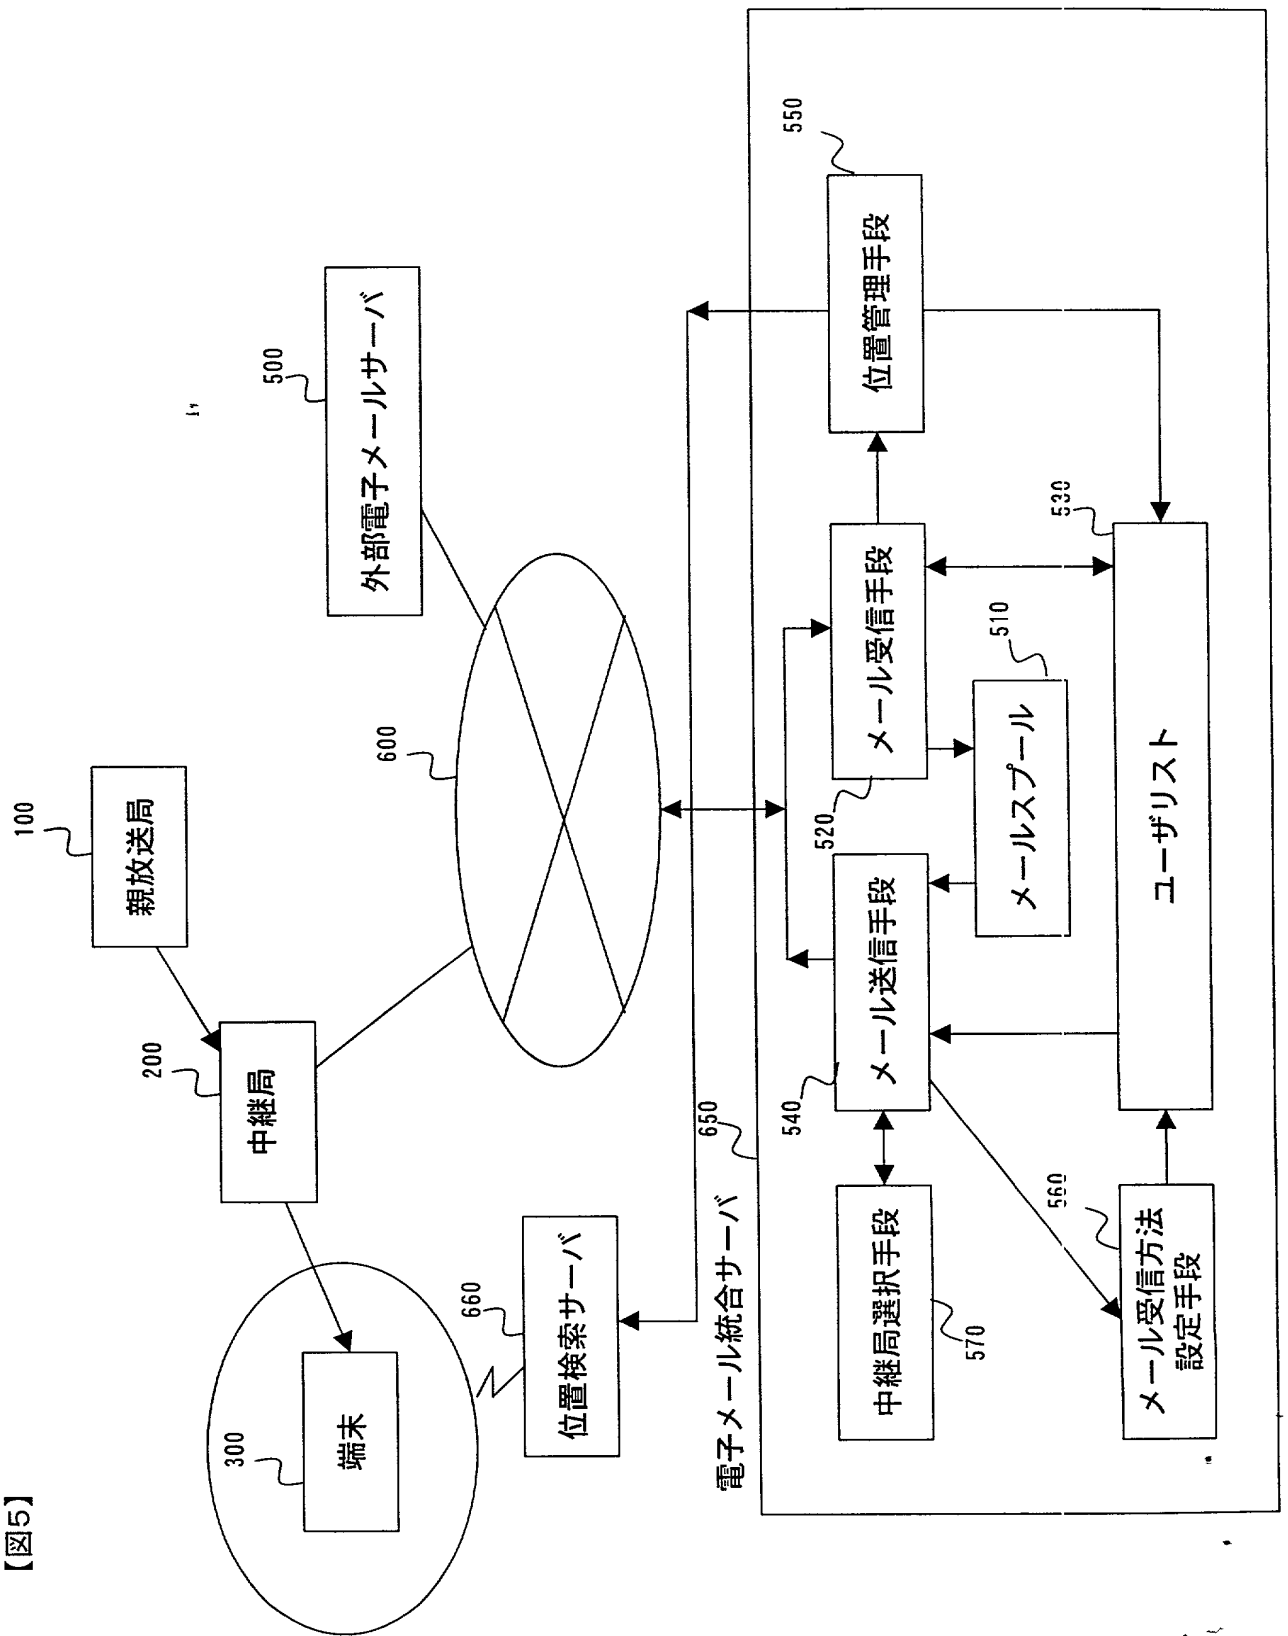 【図5】
100
親放送局
200
中継局
300
端末
500
外部電子メールサーバ
600
660
位置検索サーバ
電子メール統合サーバ
650
550
位置管理手段
メール受信手段
520
メール送信手段
540
中継局選択手段
570
510
メールスプール
530
ユーザリスト
560
メール受信方法
設定手段